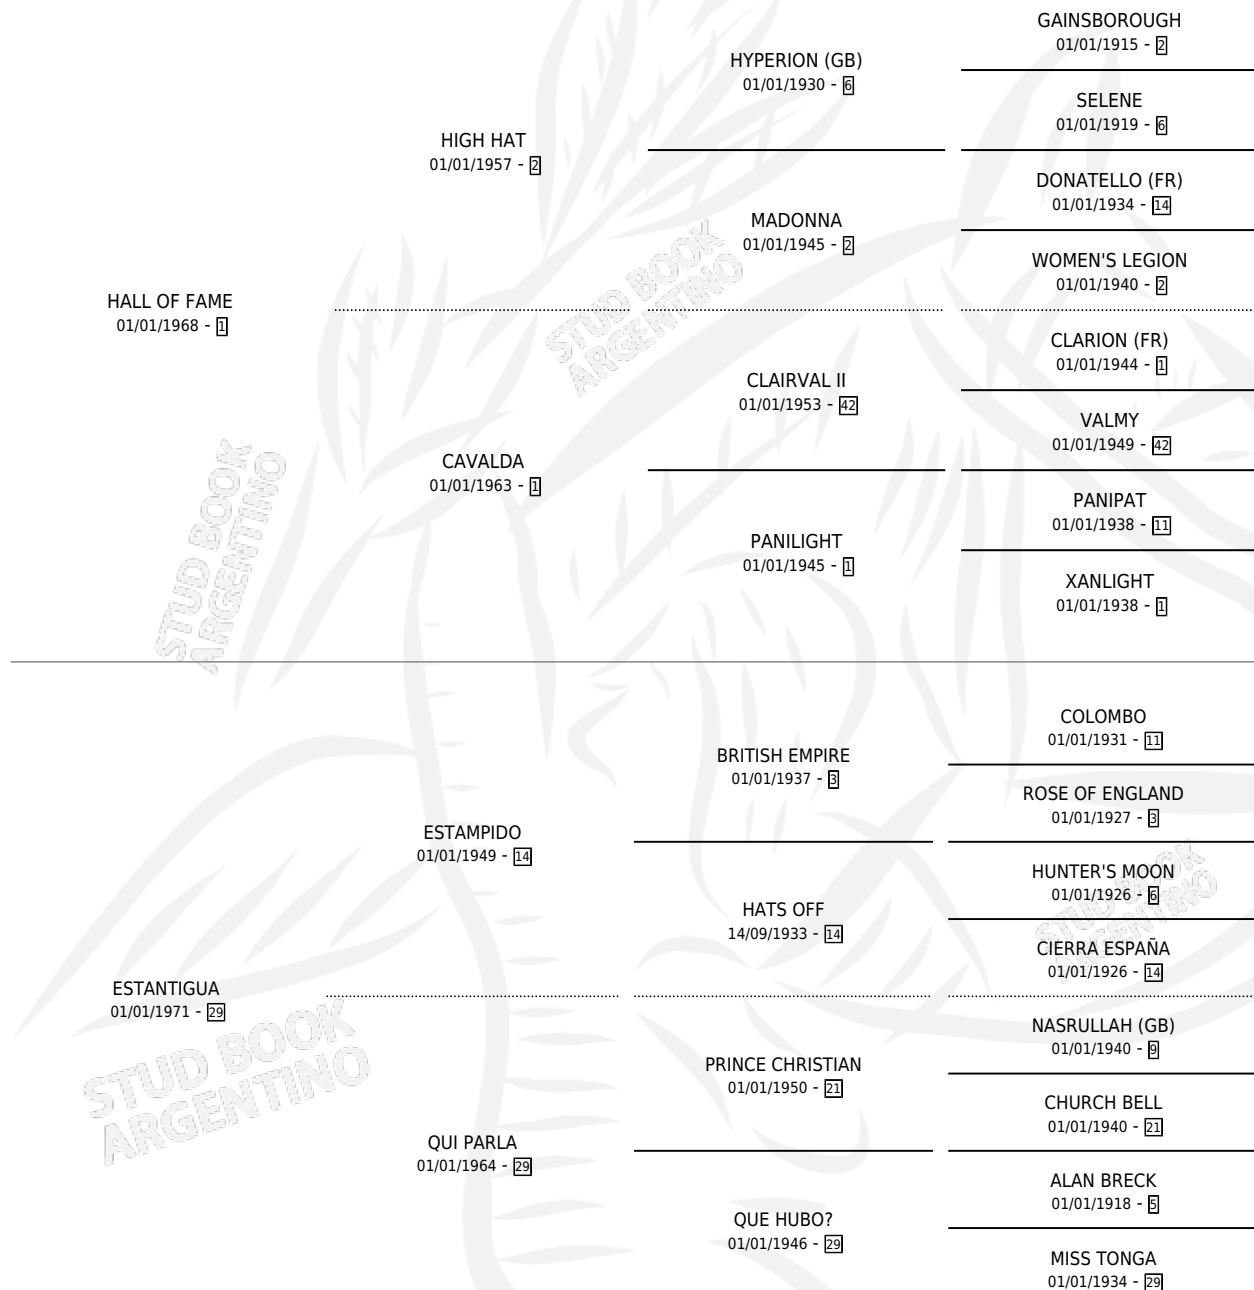 GAINSBOROUGH
01/01/1915 - 2
HYPERION (GB)
01/01/1930 - 6
SELENE
01/01/1919 - 6
HIGH HAT
01/01/1957 - 2
DONATELLO (FR)
01/01/1934 - 14
MADONNA
01/01/1945 - 2
WOMEN'S LEGION
01/01/1940 - 2
HALL OF FAME
01/01/1968 - 1
CLARION (FR)
01/01/1944 - 1
CLAIRVAL II
01/01/1953 - 42
VALMY
01/01/1949 - 42
CAVALDA
01/01/1963 - 1
PANIPAT
01/01/1938 - 11
PANILIGHT
01/01/1945 - 1
XANLIGHT
01/01/1938 - 1
COLOMBO
01/01/1931 - 11
BRITISH EMPIRE
01/01/1937 - 3
ROSE OF ENGLAND
01/01/1927 - 3
ESTAMPIDO
01/01/1949 - 14
HUNTER'S MOON
01/01/1926 - 6
HATS OFF
14/09/1933 - 14
CIERRA ESPAÑA
01/01/1926 - 14
ESTANTIGUA
01/01/1971 - 29
NASRULLAH (GB)
01/01/1940 - 9
PRINCE CHRISTIAN
01/01/1950 - 21
CHURCH BELL
01/01/1940 - 21
QUI PARLA
01/01/1964 - 29
ALAN BRECK
01/01/1918 - 5
QUE HUBO?
01/01/1946 - 29
MISS TONGA
01/01/1934 - 29
STUD BOOK
ARGENTINO
STUD BOOK
ARGENTINO
STUD BOOK
ARGENTINO
STUD BOOK
ARGENTINO